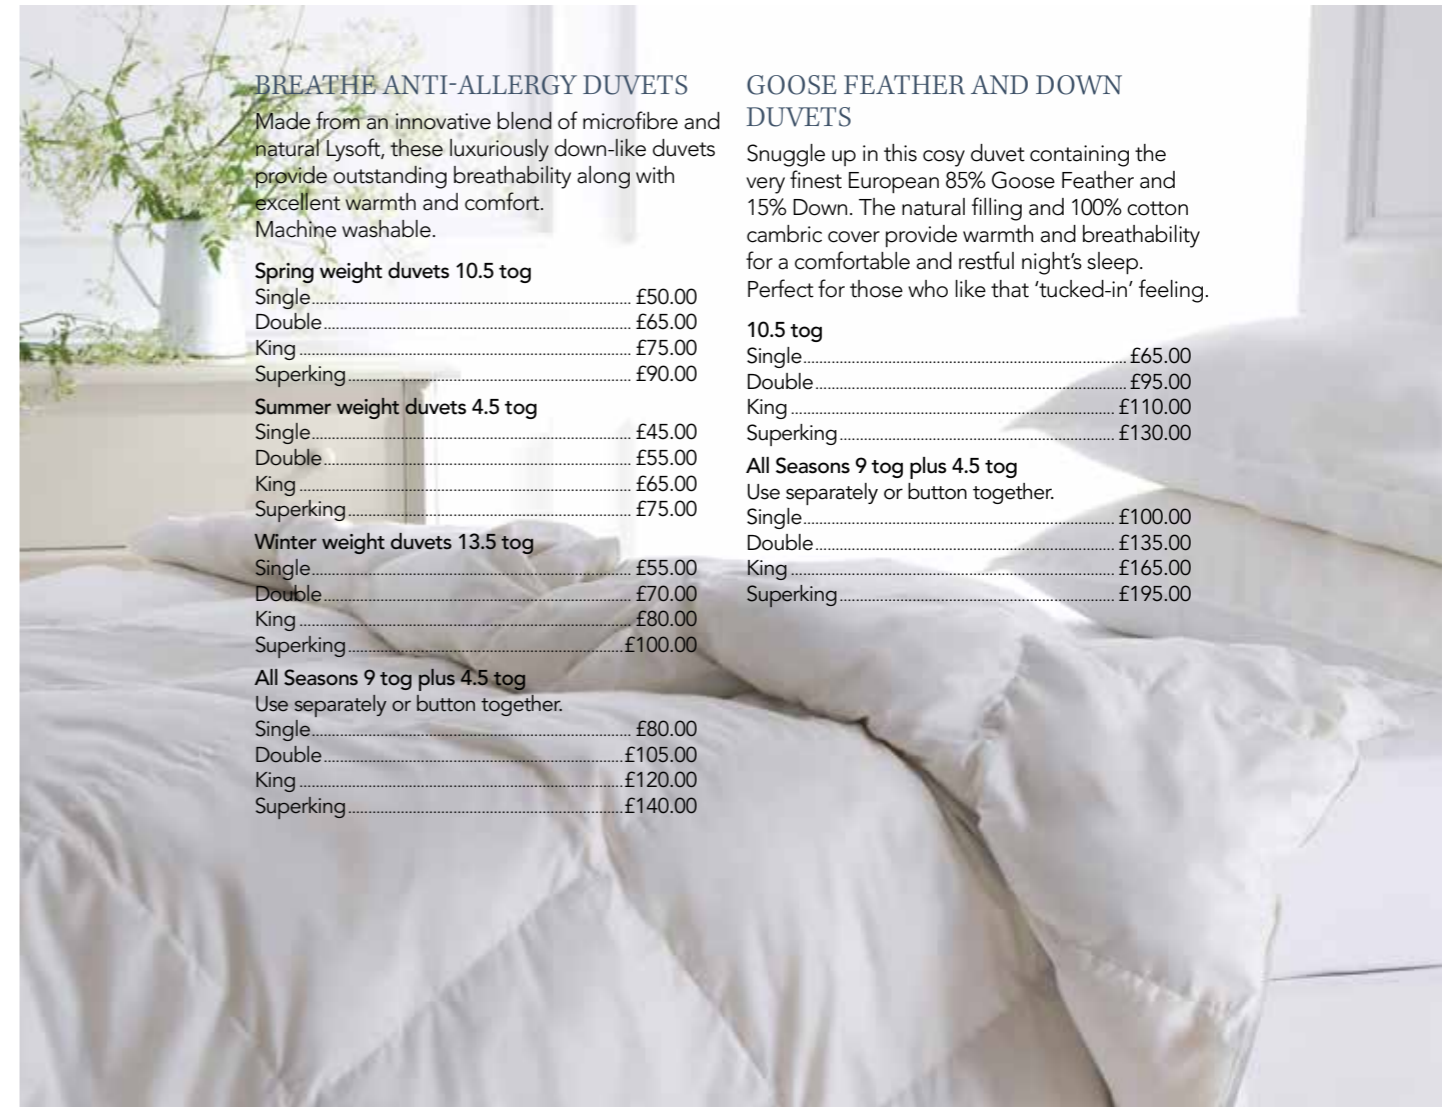 BREATHE ANTI-ALLERGY DUVETS
Made from an innovative blend of microfibre and
natural Lysoft, these luxuriously down-like duvets
provide outstanding breathability along with
excellent warmth and comfort.
Machine washable.
Spring weight duvets 10.5 tog
Single.......... £50.00
Double.......... £65.00
King .......... £75.00
Superking.......... £90.00
Summer weight duvets 4.5 tog
Single.......... £45.00
Double.......... £55.00
King .......... £65.00
Superking.......... £75.00
Winter weight duvets 13.5 tog
Single.......... £55.00
Double.......... £70.00
King .......... £80.00
Superking..........£100.00
All Seasons 9 tog plus 4.5 tog
Use separately or button together.
Single.......... £80.00
Double..........£105.00
King ..........£120.00
Superking..........£140.00
GOOSE FEATHER AND DOWN
DUVETS
Snuggle up in this cosy duvet containing the
very finest European 85% Goose Feather and
15% Down. The natural filling and 100% cotton
cambric cover provide warmth and breathability
for a comfortable and restful night's sleep.
Perfect for those who like that 'tucked-in' feeling.
10.5 tog
Single.......... £65.00
Double.......... £95.00
King .......... £110.00
Superking.......... £130.00
All Seasons 9 tog plus 4.5 tog
Use separately or button together.
Single.......... £100.00
Double.......... £135.00
King .......... £165.00
Superking.......... £195.00